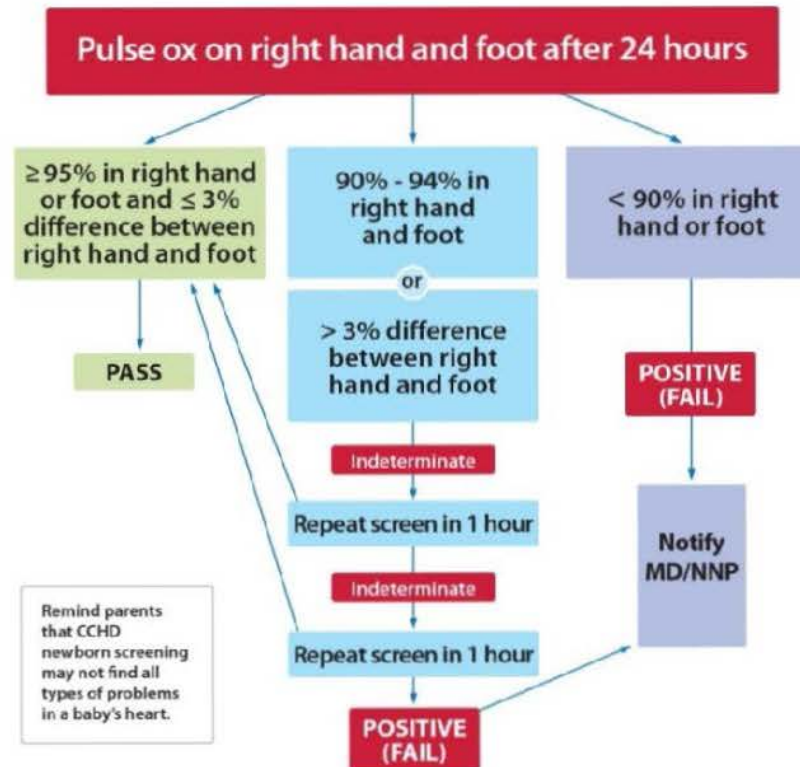 Pulse ox on right hand and foot after 24 hours
≥95% in right hand
or foot and ≤ 3%
difference between
right hand and foot
PASS
90% - 94% in
right hand
and foot
or
> 3% difference
between right
hand and foot
Indeterminate
Repeat screen in 1 hour
Indeterminate
Repeat screen in 1 hour
POSITIVE
(FAIL)
< 90% in right
hand or foot
POSITIVE
(FAIL)
Notify
MD/NNP
Remind parents
that CCHD
newborn screening
may not find all
types of problems
in a baby's heart.